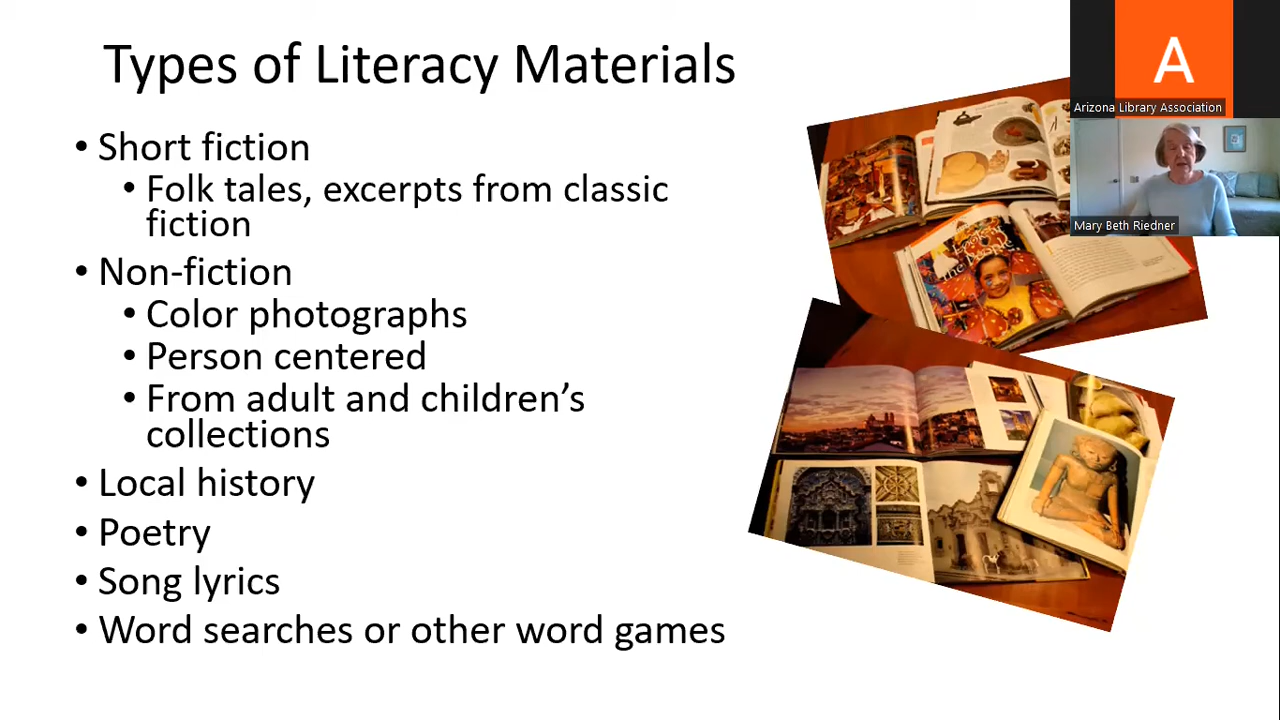 Types of Literacy Materials
• Short fiction
• Folk tales, excerpts from classic
fiction
• Non-fiction
• Color photographs
• Person centered
• From adult and children’s
collections
• Local history
• Poetry
• Song lyrics
• Word searches or other word games
A
Arizona Library Association
Mary Beth Riedner
the People